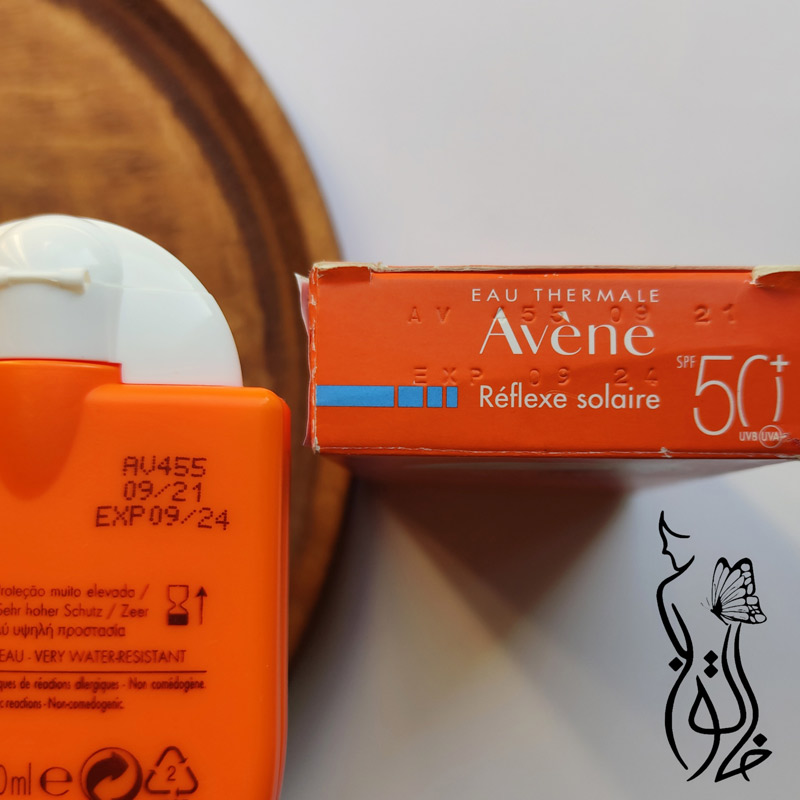 EAU THERMALE
AV 455 09 21
Avène
EXP 09 24
Réflexe solaire
SPF 50+
UVB UVA
AV455
09/21
EXP09/24
Proteção muito elevada /
Sehr hoher Schutz / Zeer
υψηλή προστασία
EAU - VERY WATER-RESISTANT
ques de réactions allergiques - Non comédogène.
reactions - Non-comedogenic.
0ml e
2